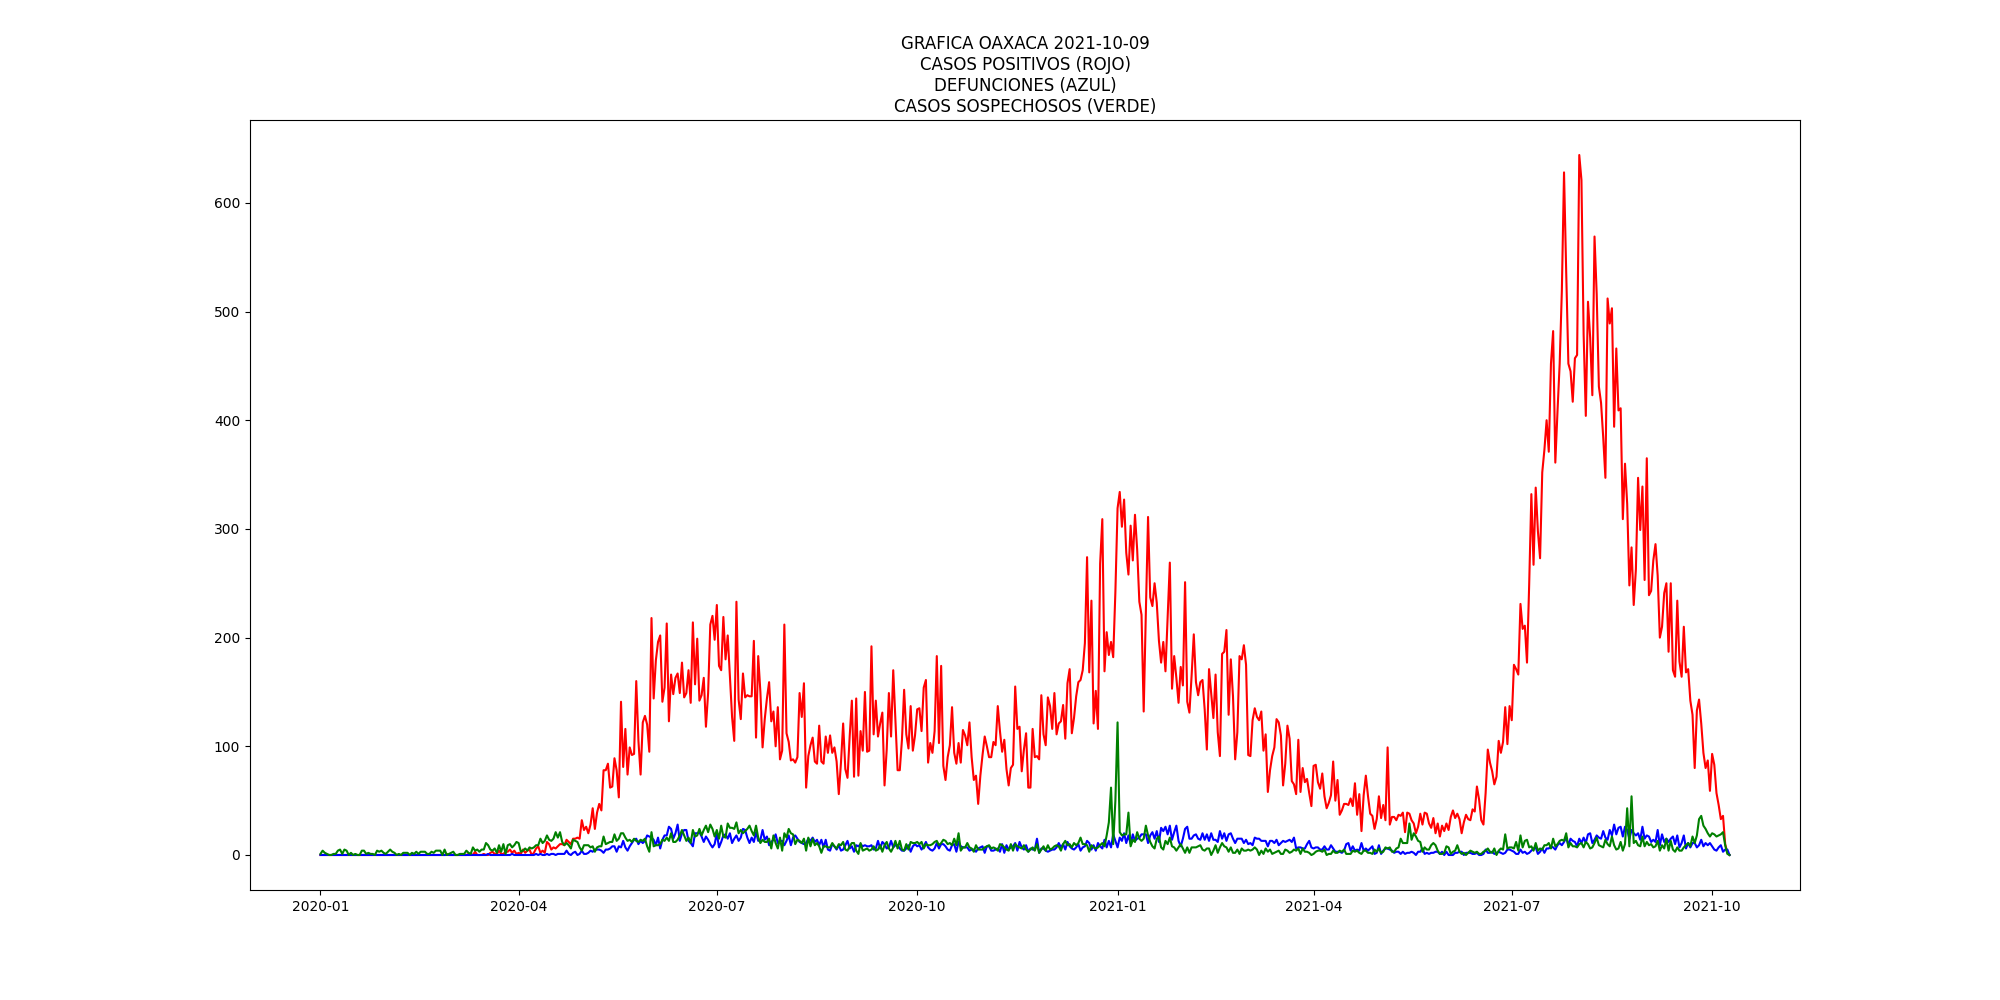 GRAFICA OAXACA 2021-10-09
CASOS POSITIVOS (ROJO)
DEFUNCIONES (AZUL)
CASOS SOSPECHOSOS (VERDE)
600
500
400
300
200
100
0
2020-01 2020-04 2020-07 2020-10 2021-01 2021-04 2021-07 2021-10